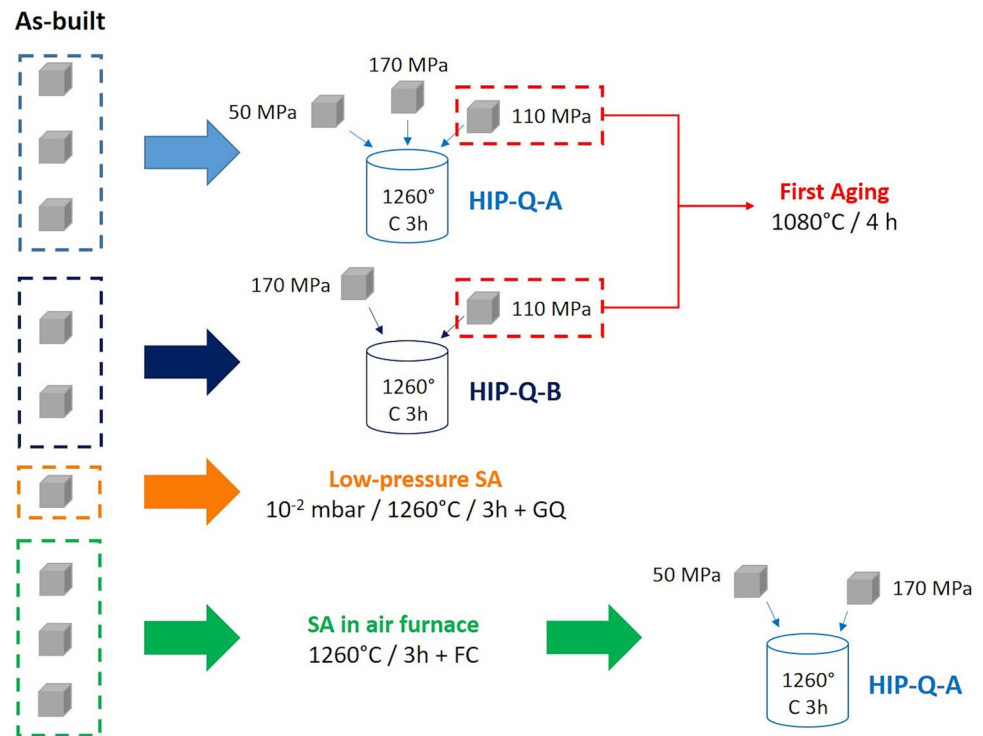 As-built
170 MPa
50 MPa
110 MPa
1260°
C 3h
HIP-Q-A
First Aging
1080°C / 4 h
170 MPa
110 MPa
1260°
C 3h
HIP-Q-B
Low-pressure SA
10⁻² mbar / 1260°C / 3h + GQ
SA in air furnace
1260°C / 3h + FC
50 MPa
170 MPa
1260°
C 3h
HIP-Q-A